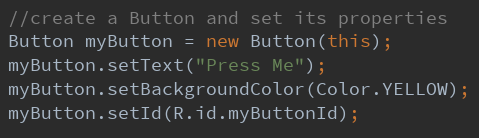 //create a Button and set its properties
Button myButton = new Button(this);
myButton.setText("Press Me");
myButton.setBackgroundColor(Color.YELLOW);
myButton.setId(R.id.myButtonId);